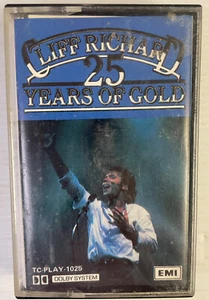 CLIFF RICHARD
25
YEARS OF GOLD
TC-PLAY-1025
DOLBY SYSTEM
EMI